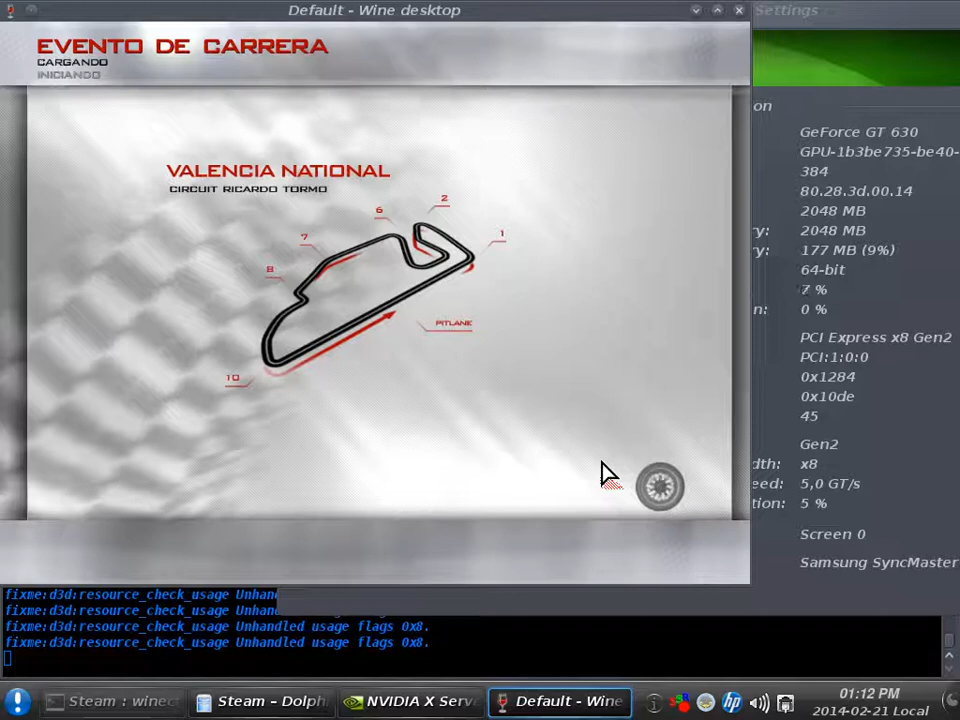 Default - Wine desktop
Settings
EVENTO DE CARRERA
CARGANDO
INICIANDO
VALENCIA NATIONAL
CIRCUIT RICARDO TORMO
2
6
1
7
8
PITLANE
10
on
GeForce GT 630
GPU-1b3be735-be40-
384
80.28.3d.00.14
2048 MB
ry: 2048 MB
ry: 177 MB (9%)
64-bit
7 %
n: 0 %
PCI Express x8 Gen2
PCI:1:0:0
0x1284
0x10de
45
Gen2
dth: x8
eed: 5,0 GT/s
tion: 5 %
Screen 0
Samsung SyncMaster
fixme:d3d:resource_check_usage Unhand
fixme:d3d:resource_check_usage Unhand
fixme:d3d:resource_check_usage Unhandled usage flags 0x8.
fixme:d3d:resource_check_usage Unhandled usage flags 0x8.
Steam : winec
Steam – Dolph
NVIDIA X Serv
Default - Wine
hp
01:12 PM
2014-02-21 Local